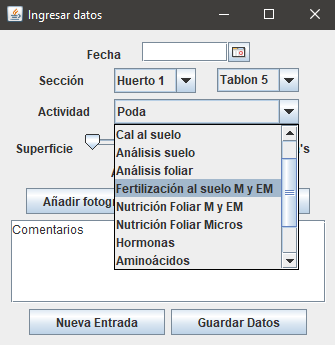 Ingresar datos
Fecha
Sección Huerto 1 Tablon 5
Actividad Poda
Cal al suelo
Superficie 's
Análisis suelo
Análisis foliar
Fertilización al suelo M y EM
Añadir
Nutrición Foliar M y EM
Nutrición Foliar Micros
Comentarios
Hormonas
Aminoácidos
Nueva Entrada Guardar Datos